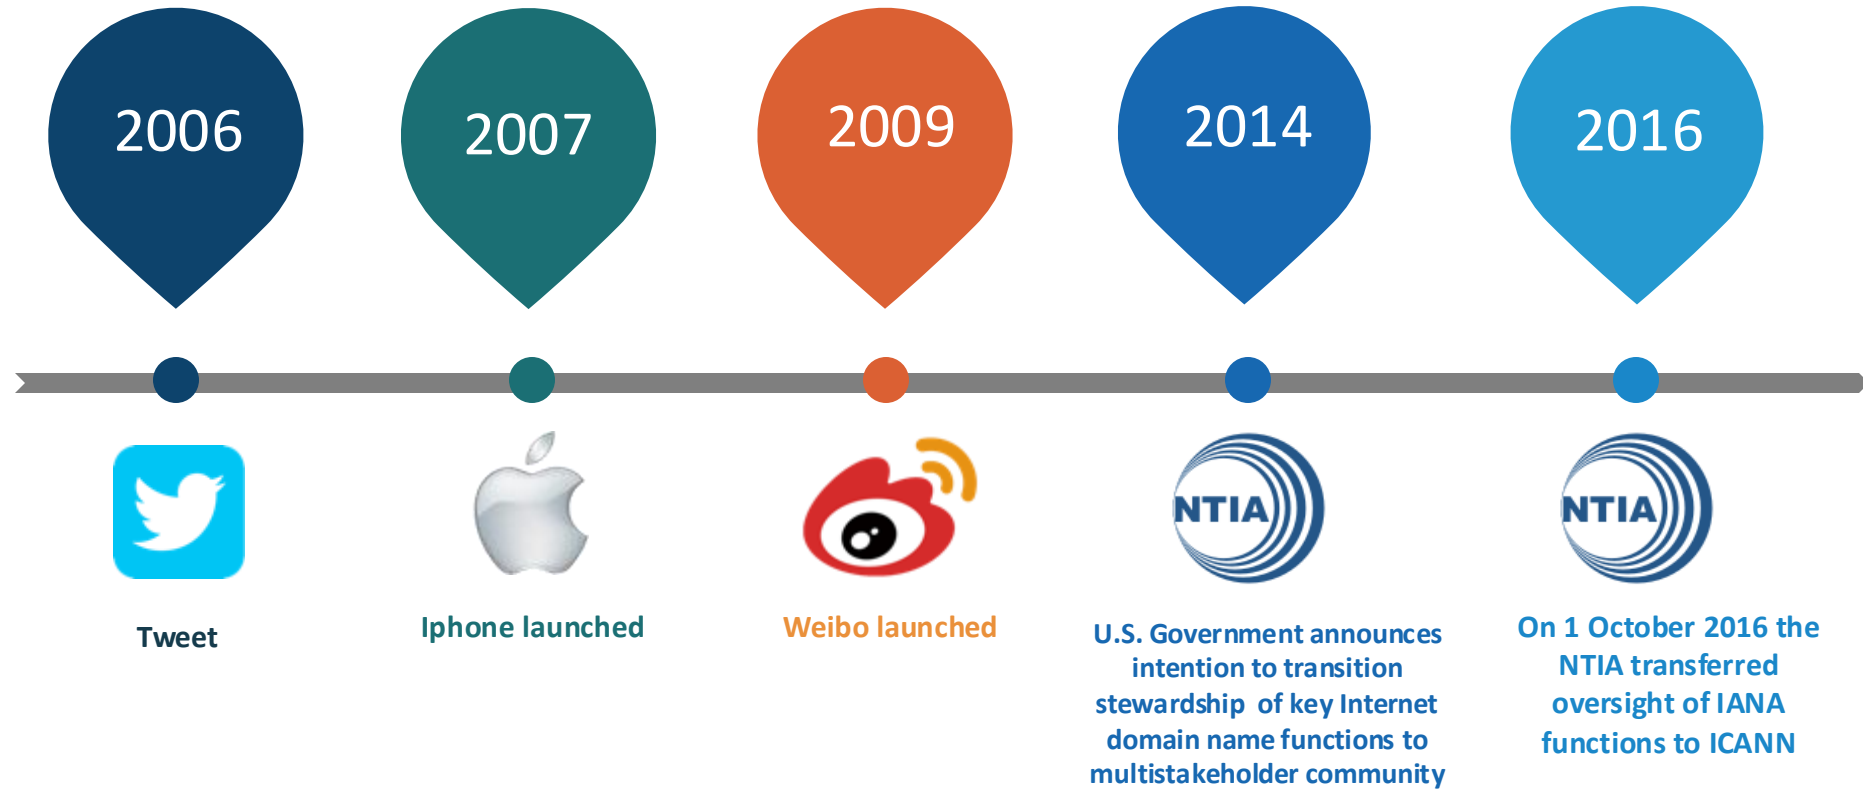 2006
2007
2009
2014
2016
NTIA
NTIA
Tweet
Iphone launched
Weibo launched
U.S. Government announces
intention to transition
stewardship of key Internet
domain name functions to
multistakeholder community
On 1 October 2016 the
NTIA transferred
oversight of IANA
functions to ICANN